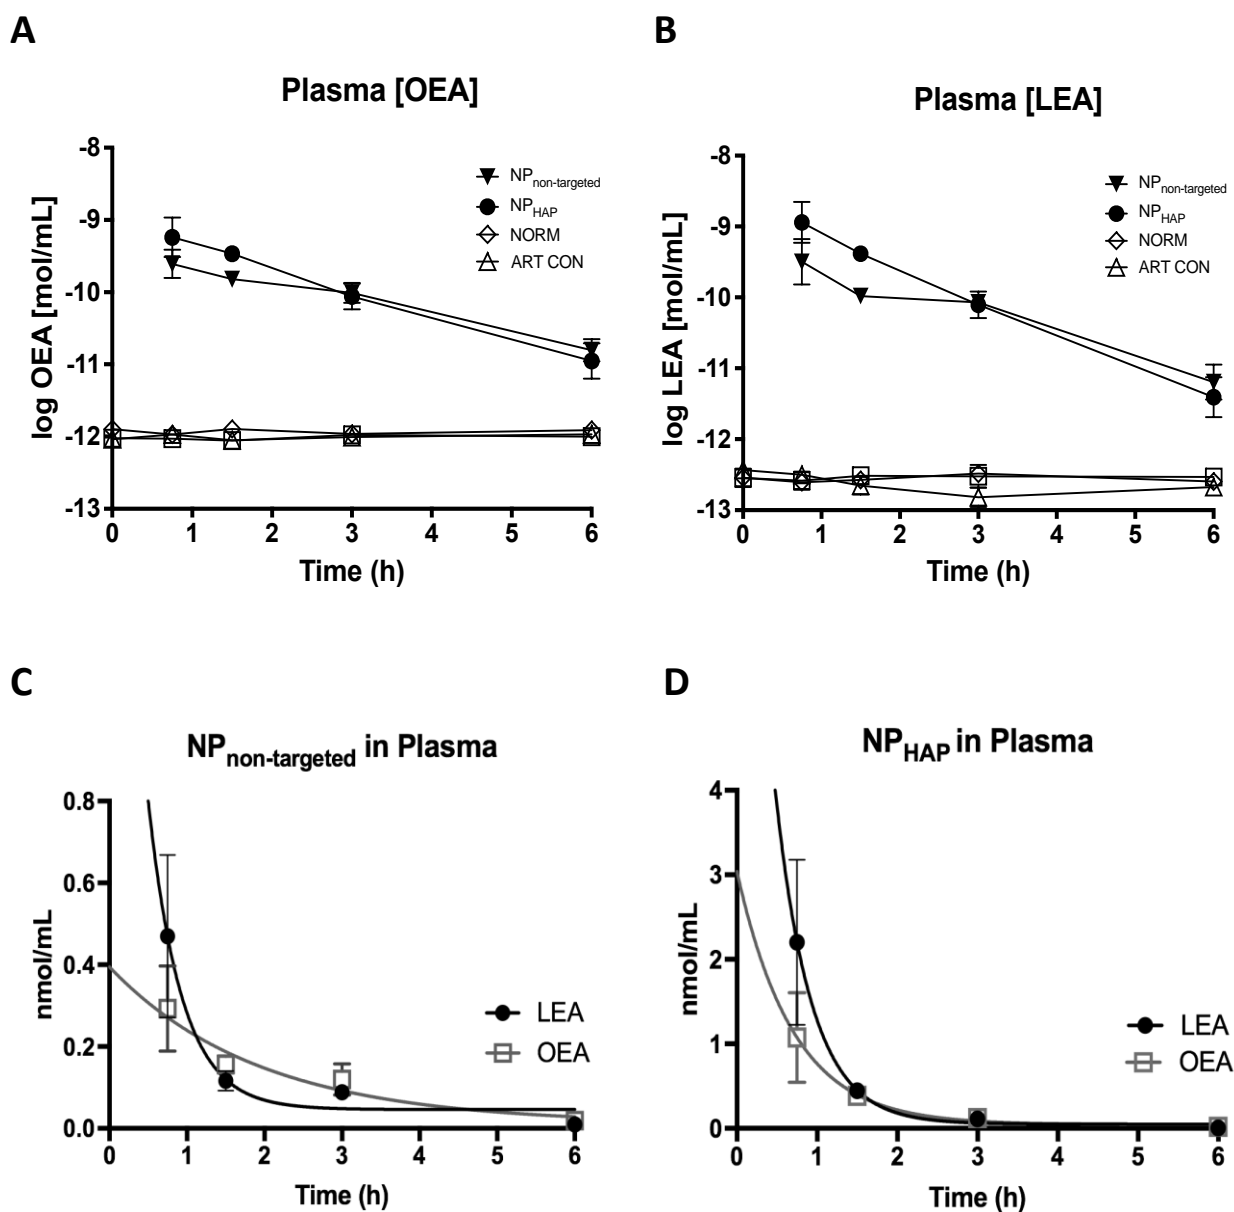 A
Plasma [OEA]
log OEA [mol/mL]
-8
-9
-10
-11
-12
-13
NPnon-targeted
NPHAP
NORM
ART CON
0 1 2 3 4 5 6
Time (h)
B
Plasma [LEA]
log LEA [mol/mL]
-8
-9
-10
-11
-12
-13
NPnon-targeted
NPHAP
NORM
ART CON
0 1 2 3 4 5 6
Time (h)
C
NPnon-targeted in Plasma
nmol/mL
0.8
0.6
0.4
0.2
0.0
LEA
OEA
0 1 2 3 4 5 6
Time (h)
D
NPHAP in Plasma
nmol/mL
4
3
2
1
0
LEA
OEA
0 1 2 3 4 5 6
Time (h)